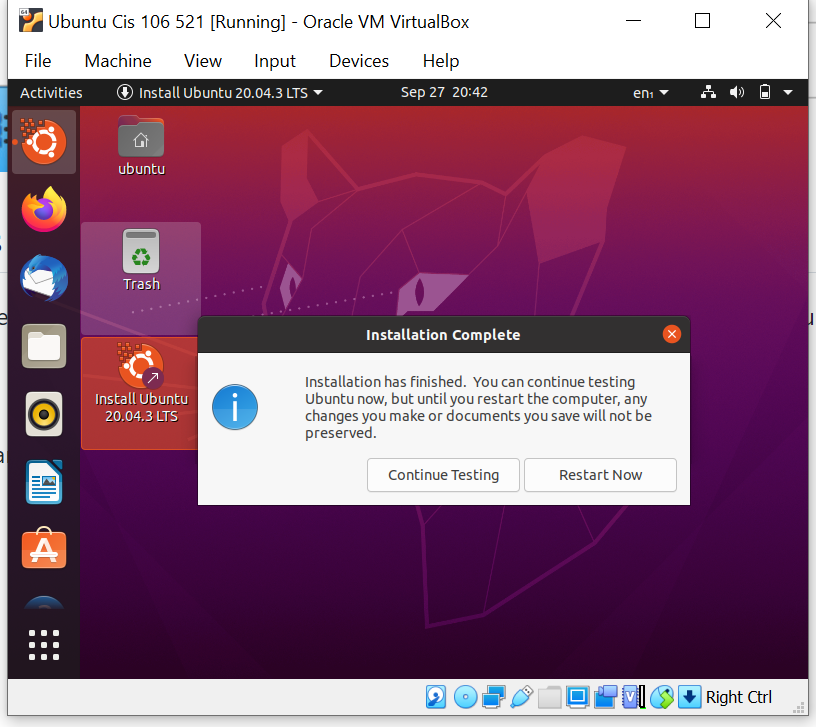 Ubuntu Cis 106 521 [Running] - Oracle VM VirtualBox
File Machine View Input Devices Help
Activities Install Ubuntu 20.04.3 LTS Sep 27 20:42 en₁
ubuntu
Trash
Install Ubuntu
20.04.3 LTS
Installation Complete
Installation has finished. You can continue testing
Ubuntu now, but until you restart the computer, any
changes you make or documents you save will not be
preserved.
Continue Testing Restart Now
Right Ctrl